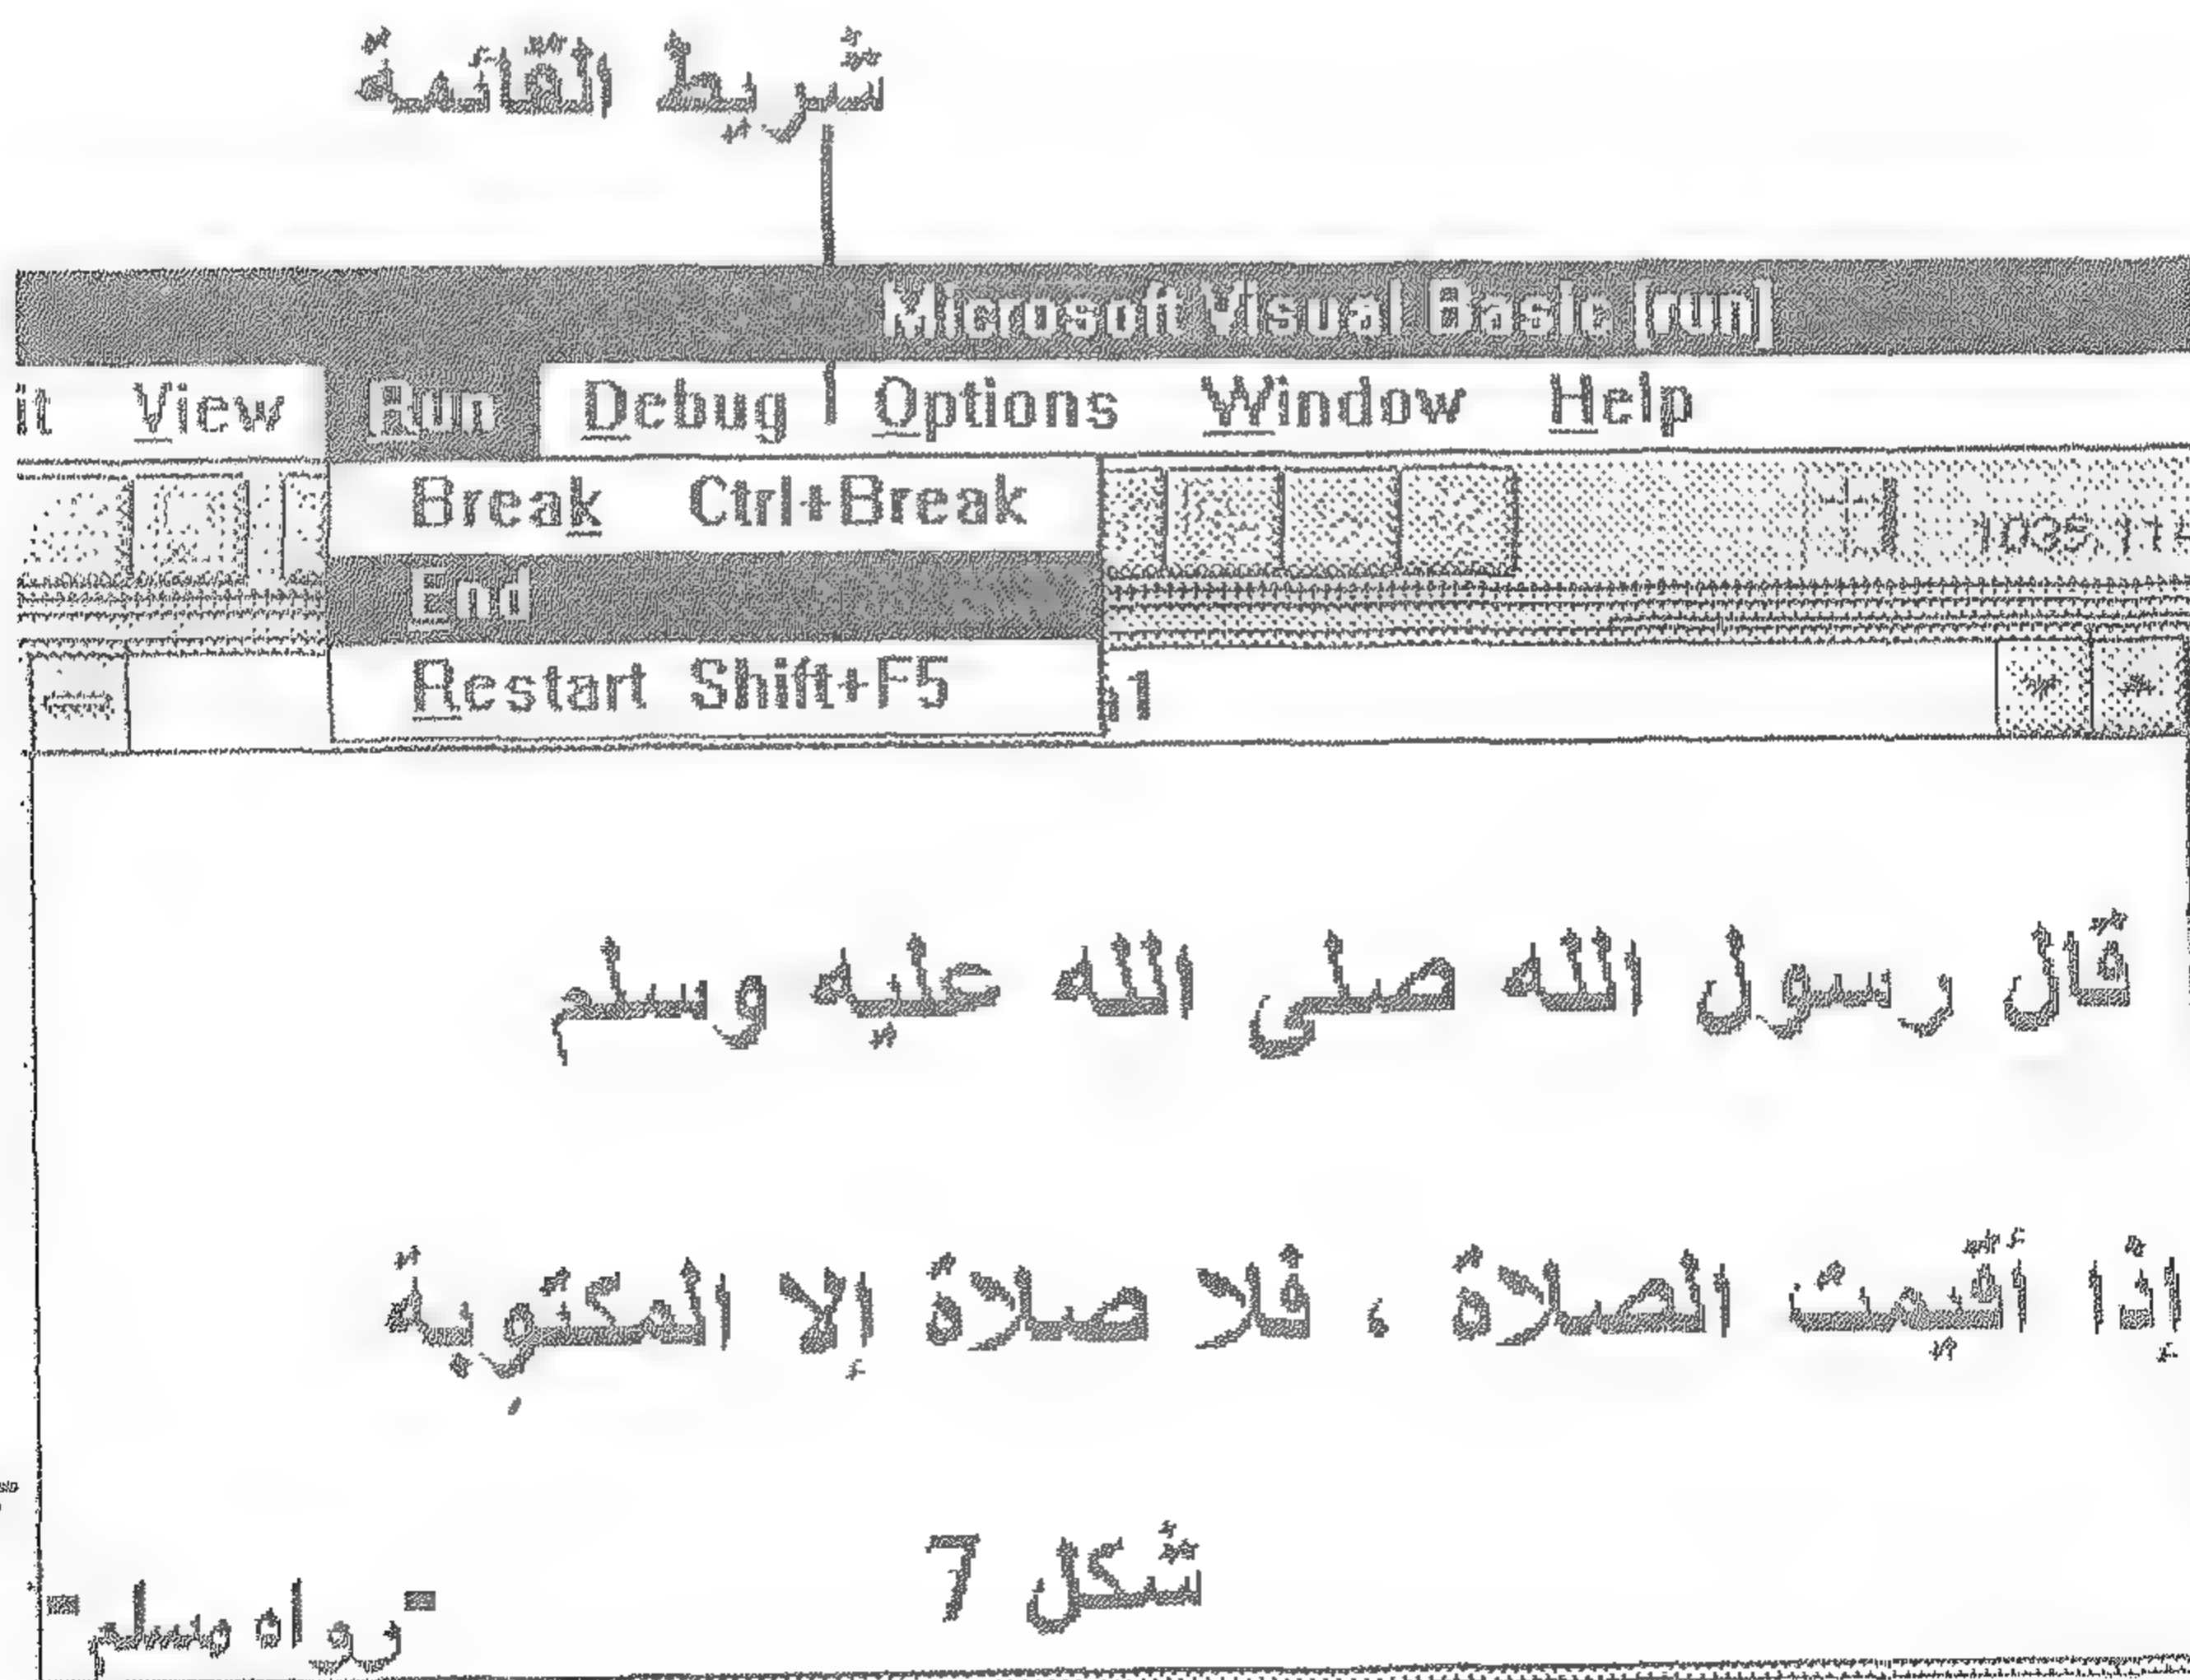 شريط القائمة
Microsoft Visual Basic [run]
it View Run Debug Options Window Help
Break Ctrl+Break
End
Restart Shift+F5
1
قال رسول الله صلى الله عليه وسلم
إذا أقيمت الصلاة ، فلا صلاة إلا المكتوبة
شكل 7
-رواه مسلم-